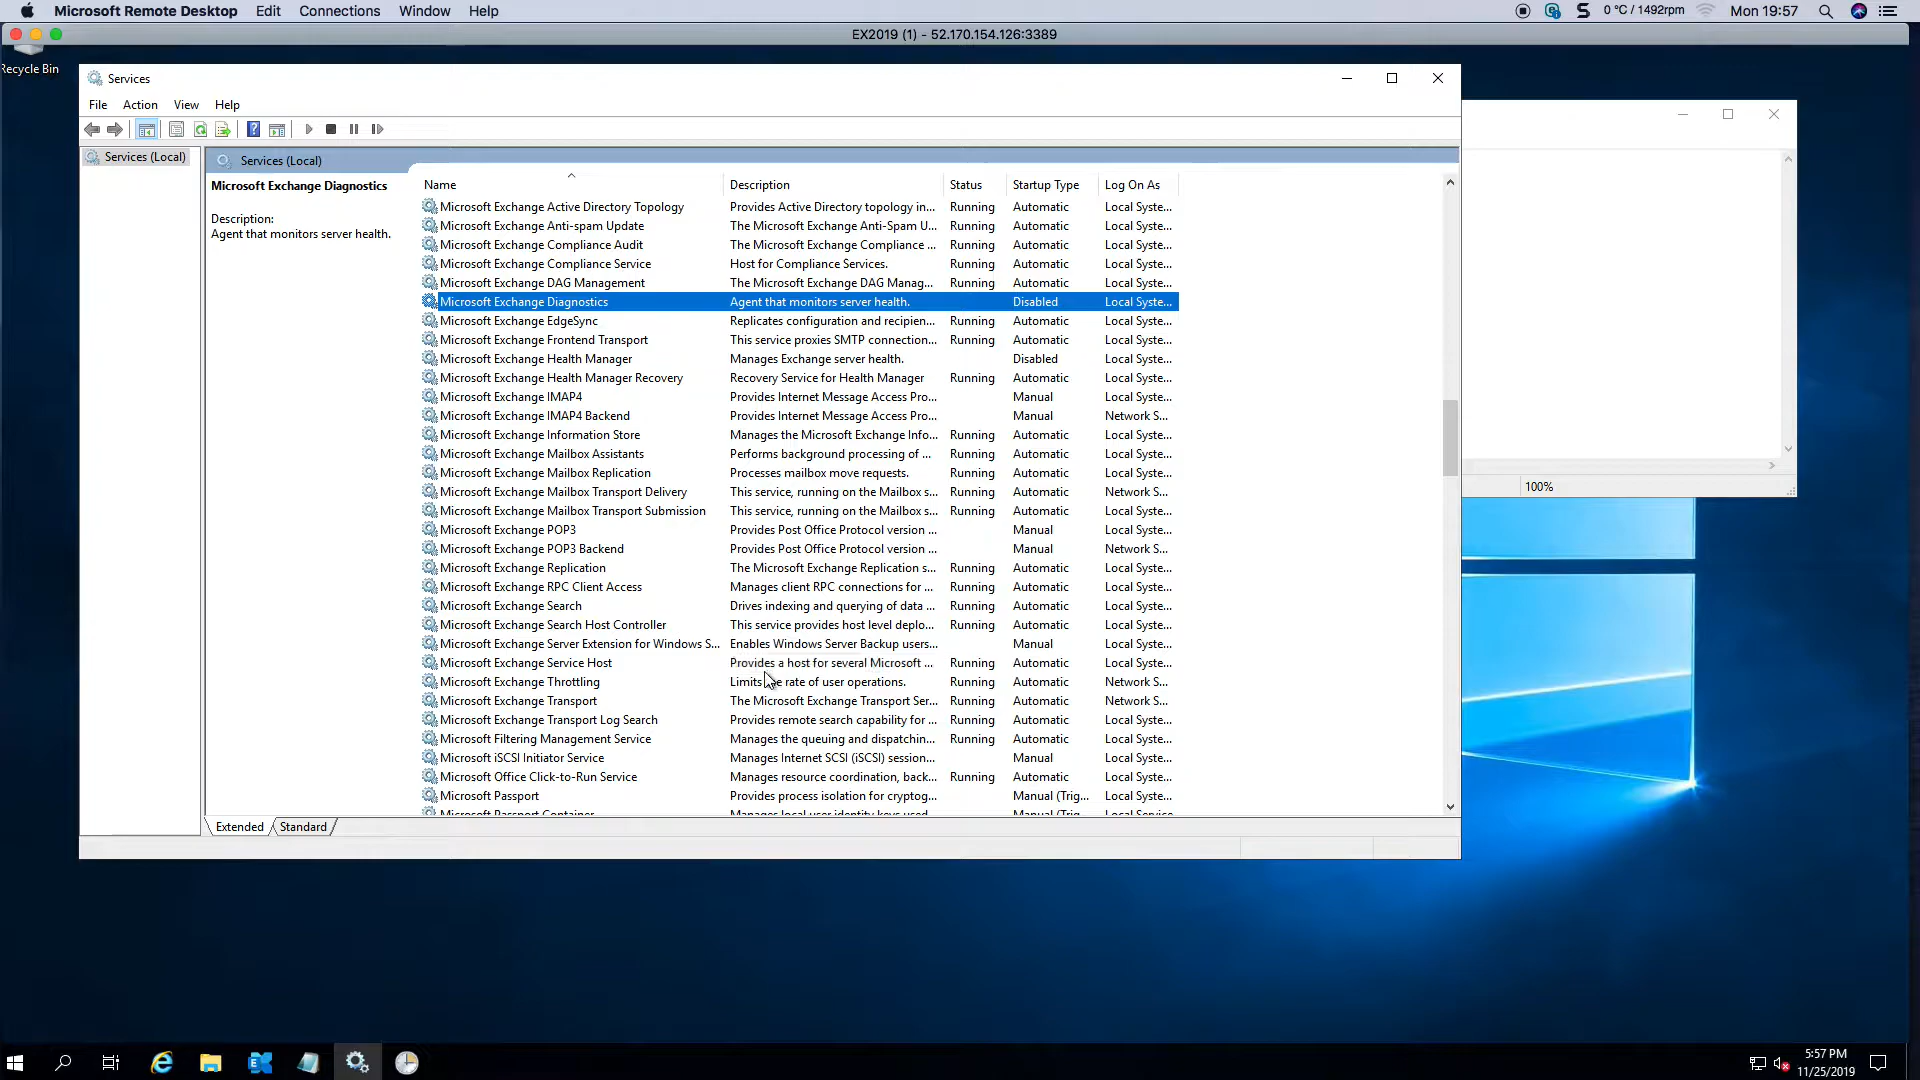 Microsoft Remote Desktop Edit Connections Window Help 0 °C / 1492rpm Mon 19:57
EX2019 (1) - 52.170.154.126:3389
Recycle Bin
Services
File Action View Help
Services (Local)
Services (Local)
Microsoft Exchange Diagnostics
Description:
Agent that monitors server health.
Name Description Status Startup Type Log On As
Microsoft Exchange Active Directory Topology Provides Active Directory topology in... Running Automatic Local Syste...
Microsoft Exchange Anti-spam Update The Microsoft Exchange Anti-Spam U... Running Automatic Local Syste...
Microsoft Exchange Compliance Audit The Microsoft Exchange Compliance ... Running Automatic Local Syste...
Microsoft Exchange Compliance Service Host for Compliance Services. Running Automatic Local Syste...
Microsoft Exchange DAG Management The Microsoft Exchange DAG Manag... Running Automatic Local Syste...
Microsoft Exchange Diagnostics Agent that monitors server health. Disabled Local Syste...
Microsoft Exchange EdgeSync Replicates configuration and recipien... Running Automatic Local Syste...
Microsoft Exchange Frontend Transport This service proxies SMTP connection... Running Automatic Local Syste...
Microsoft Exchange Health Manager Manages Exchange server health. Disabled Local Syste...
Microsoft Exchange Health Manager Recovery Recovery Service for Health Manager Running Automatic Local Syste...
Microsoft Exchange IMAP4 Provides Internet Message Access Pro... Manual Local Syste...
Microsoft Exchange IMAP4 Backend Provides Internet Message Access Pro... Manual Network S...
Microsoft Exchange Information Store Manages the Microsoft Exchange Info... Running Automatic Local Syste...
Microsoft Exchange Mailbox Assistants Performs background processing of ... Running Automatic Local Syste...
Microsoft Exchange Mailbox Replication Processes mailbox move requests. Running Automatic Local Syste...
Microsoft Exchange Mailbox Transport Delivery This service, running on the Mailbox s... Running Automatic Network S...
Microsoft Exchange Mailbox Transport Submission This service, running on the Mailbox s... Running Automatic Local Syste...
Microsoft Exchange POP3 Provides Post Office Protocol version ... Manual Local Syste...
Microsoft Exchange POP3 Backend Provides Post Office Protocol version ... Manual Network S...
Microsoft Exchange Replication The Microsoft Exchange Replication s... Running Automatic Local Syste...
Microsoft Exchange RPC Client Access Manages client RPC connections for ... Running Automatic Local Syste...
Microsoft Exchange Search Drives indexing and querying of data ... Running Automatic Local Syste...
Microsoft Exchange Search Host Controller This service provides host level deplo... Running Automatic Local Syste...
Microsoft Exchange Server Extension for Windows S... Enables Windows Server Backup users... Manual Local Syste...
Microsoft Exchange Service Host Provides a host for several Microsoft ... Running Automatic Local Syste...
Microsoft Exchange Throttling Limits the rate of user operations. Running Automatic Network S...
Microsoft Exchange Transport The Microsoft Exchange Transport Ser... Running Automatic Network S...
Microsoft Exchange Transport Log Search Provides remote search capability for ... Running Automatic Local Syste...
Microsoft Filtering Management Service Manages the queuing and dispatchin... Running Automatic Local Syste...
Microsoft iSCSI Initiator Service Manages Internet SCSI (iSCSI) session... Manual Local Syste...
Microsoft Office Click-to-Run Service Manages resource coordination, back... Running Automatic Local Syste...
Microsoft Passport Provides process isolation for cryptog... Manual (Trig... Local Syste...
Microsoft Passport Container Manages local user identity keys used... Manual (Trig... Local Service
Extended Standard
100%
5:57 PM
11/25/2019